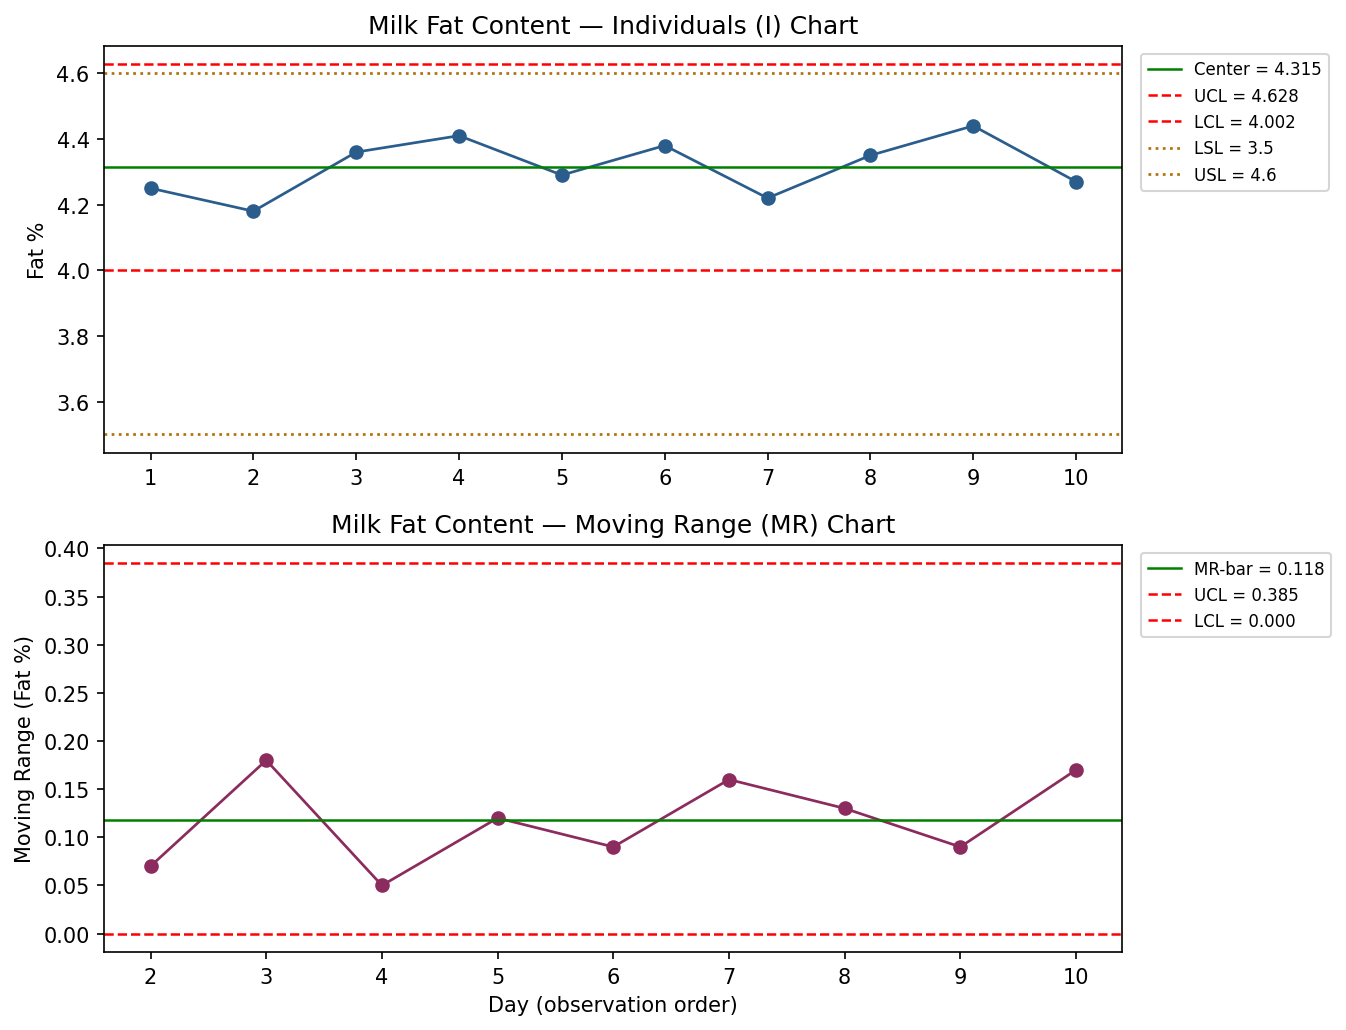 Milk Fat Content — Individuals (I) Chart
Fat %
4.6
4.4
4.2
4.0
3.8
3.6
1 2 3 4 5 6 7 8 9 10
Center = 4.315
UCL = 4.628
LCL = 4.002
LSL = 3.5
USL = 4.6
Milk Fat Content — Moving Range (MR) Chart
Moving Range (Fat %)
0.40
0.35
0.30
0.25
0.20
0.15
0.10
0.05
0.00
2 3 4 5 6 7 8 9 10
Day (observation order)
MR-bar = 0.118
UCL = 0.385
LCL = 0.000